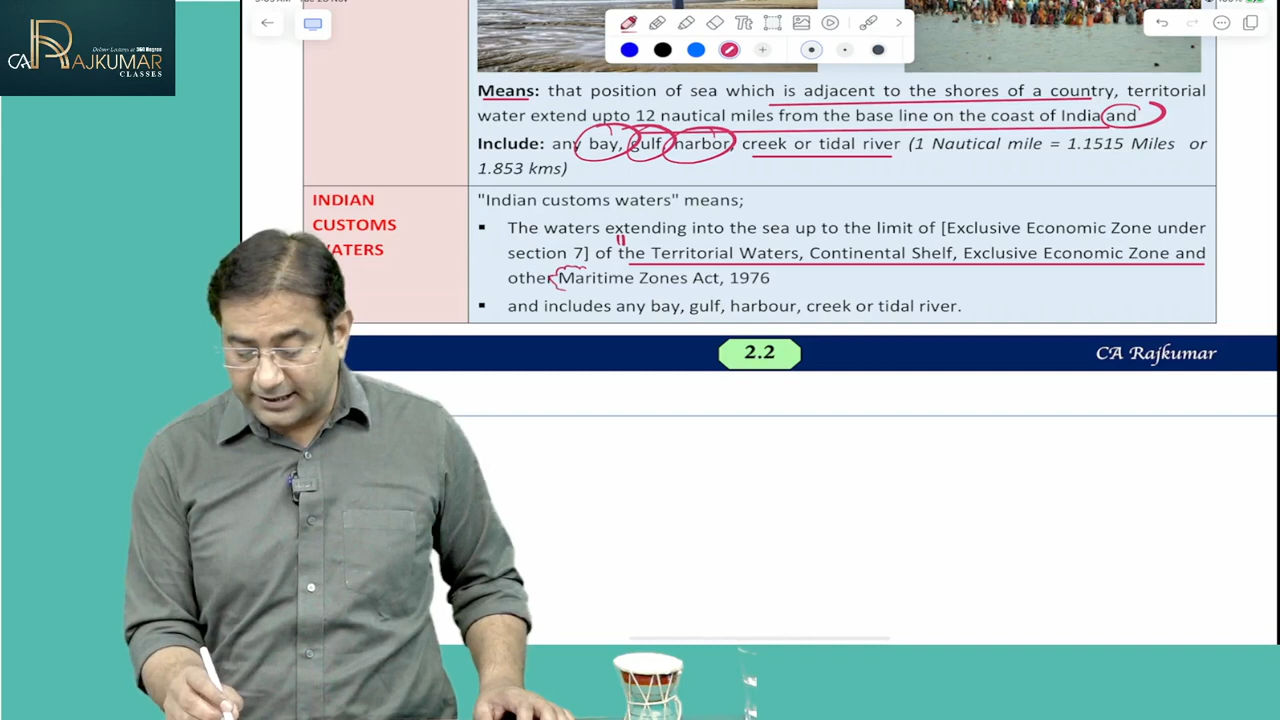 Deliver Lectures at 360 Degree
CA RAJKUMAR
CLASSES
Means: that position of sea which is adjacent to the shores of a country, territorial
water extend upto 12 nautical miles from the base line on the coast of India and
Include: any bay, gulf, harbor, creek or tidal river (1 Nautical mile = 1.1515 Miles or
1.853 kms)
INDIAN
CUSTOMS
WATERS
"Indian customs waters" means;
▪ The waters extending into the sea up to the limit of [Exclusive Economic Zone under
section 7] of the Territorial Waters, Continental Shelf, Exclusive Economic Zone and
other Maritime Zones Act, 1976
▪ and includes any bay, gulf, harbour, creek or tidal river.
2.2
CA Rajkumar